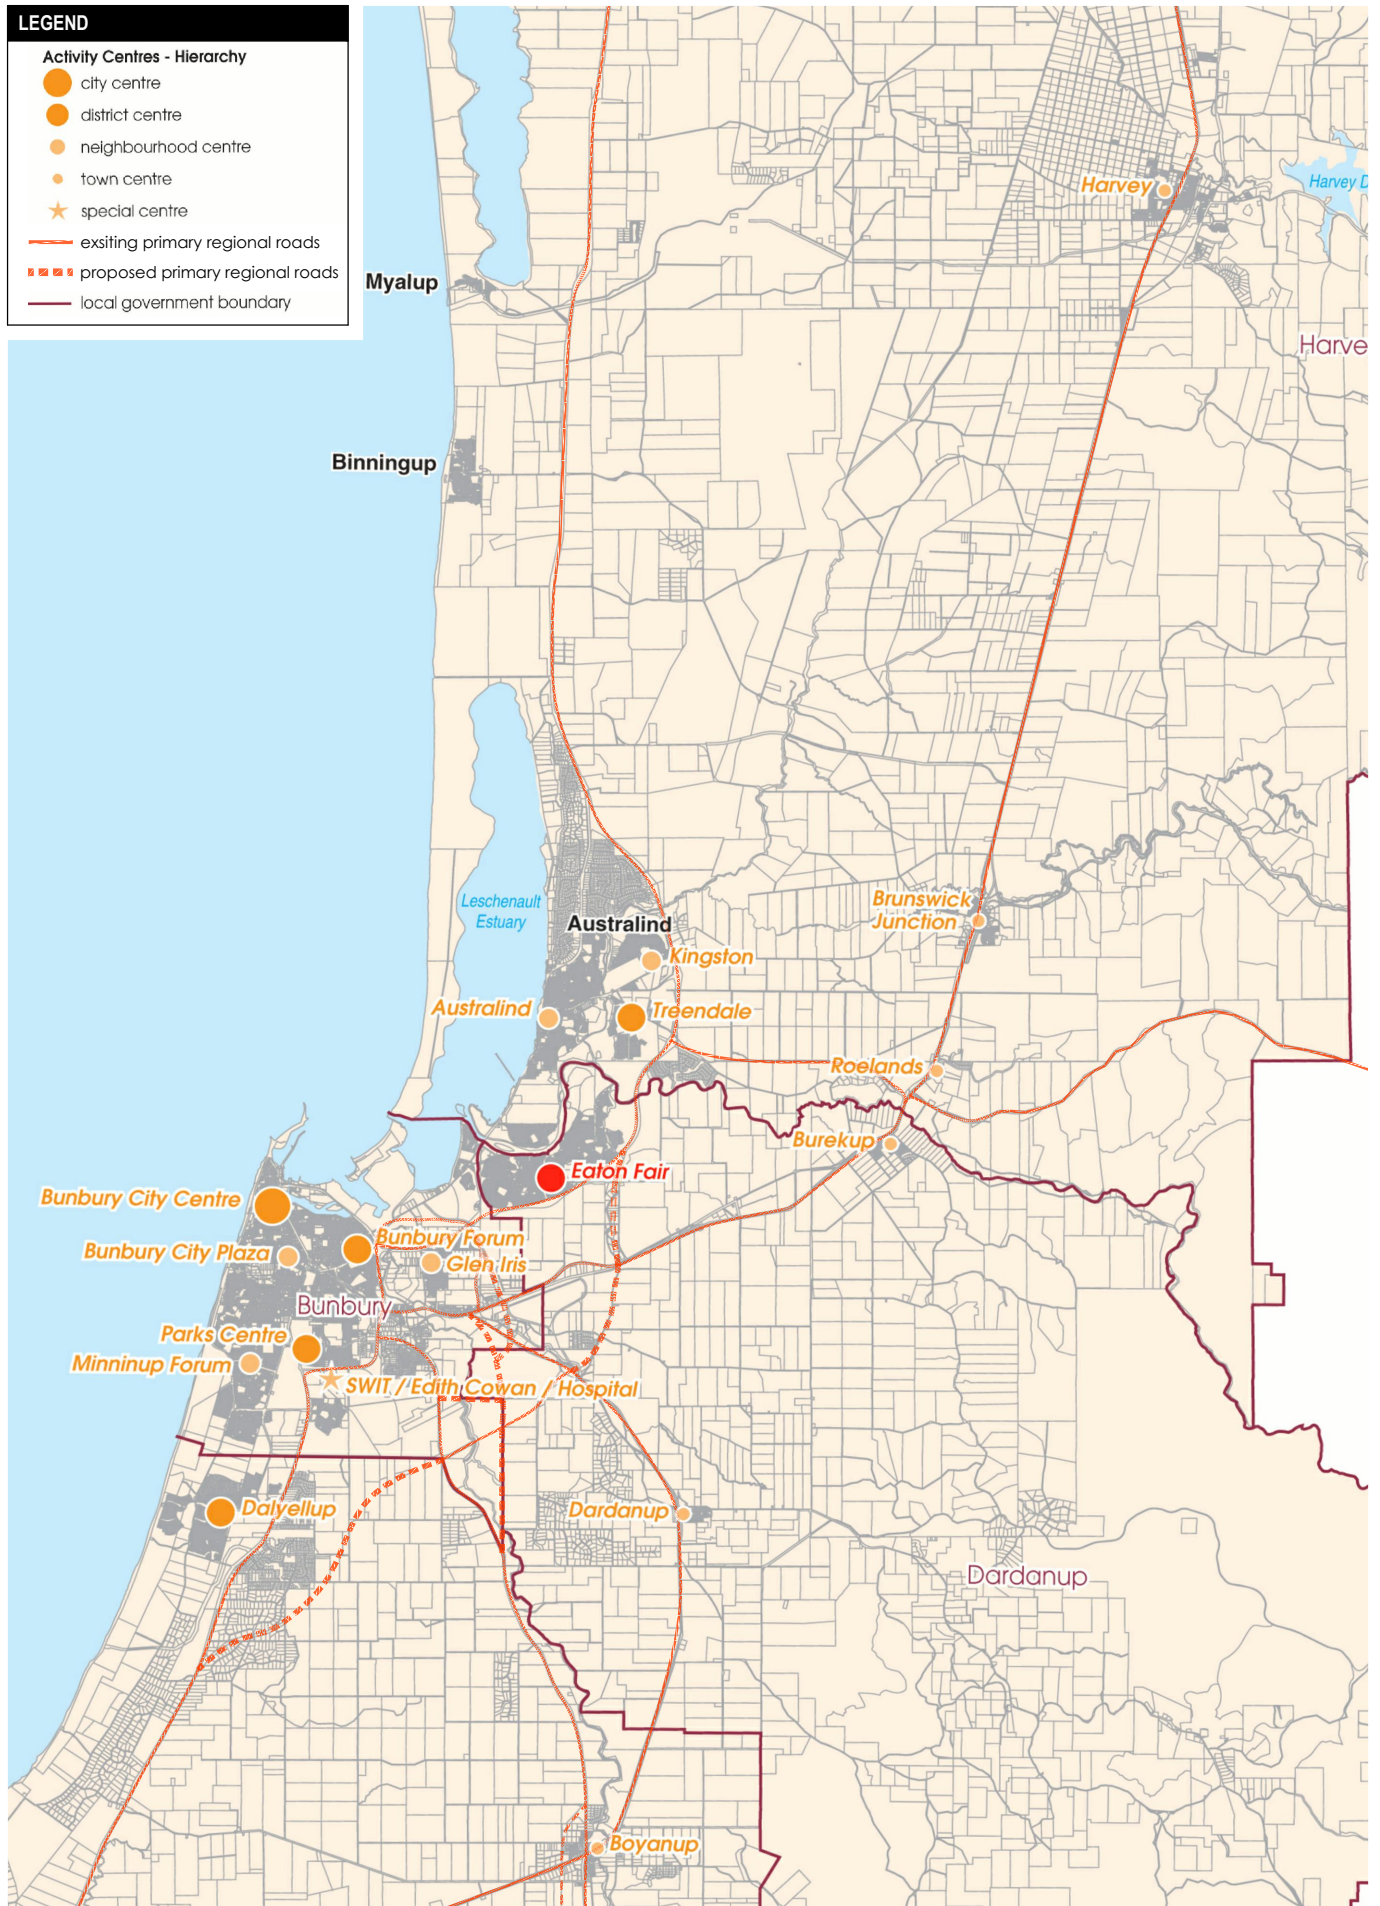 LEGEND
Activity Centres - Hierarchy
city centre
district centre
neighbourhood centre
town centre
special centre
exsiting primary regional roads
proposed primary regional roads
local government boundary
Harvey
Harvey D
Myalup
Harve
Binningup
Leschenault
Estuary
Brunswick
Junction
Australind
Kingston
Australind
Treendale
Roelands
Burekup
Eaton Fair
Bunbury City Centre
Bunbury Forum
Bunbury City Plaza
Glen Iris
Bunbury
Parks Centre
Minninup Forum
SWIT / Edith Cowan / Hospital
Dalyellup
Dardanup
Dardanup
Boyanup